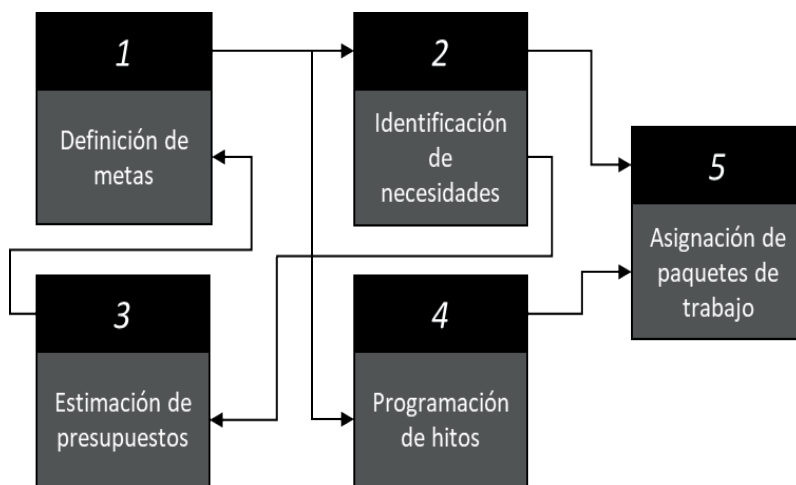 1
Definición de
metas
2
Identificación
de
necesidades
3
Estimación de
presupuestos
4
Programación
de hitos
5
Asignación de
paquetes de
trabajo